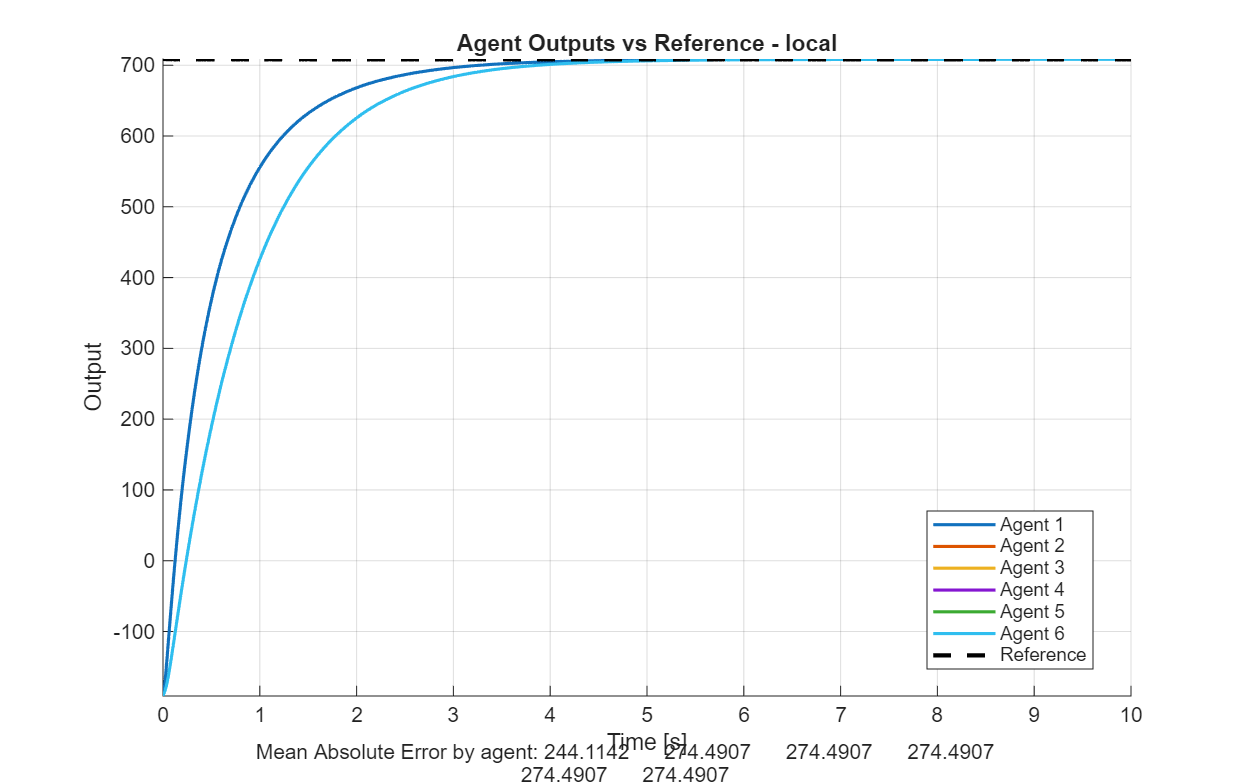 Agent Outputs vs Reference - local
700
600
500
400
300
200
100
0
-100
Output
Agent 1
Agent 2
Agent 3
Agent 4
Agent 5
Agent 6
Reference
0 1 2 3 4 5 6 7 8 9 10
Time [s]
Mean Absolute Error by agent: 244.1142 274.4907 274.4907 274.4907
274.4907 274.4907